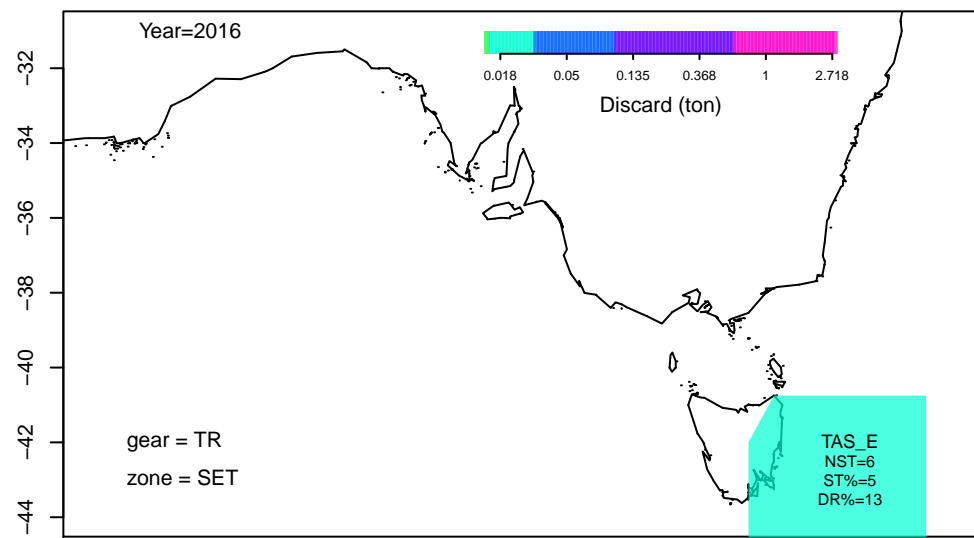 Year=2016
0.018 0.05 0.135 0.368 1 2.718
Discard (ton)
−32
−34
−36
−38
−40
−42
−44
gear = TR
zone = SET
TAS_E
NST=6
ST%=5
DR%=13